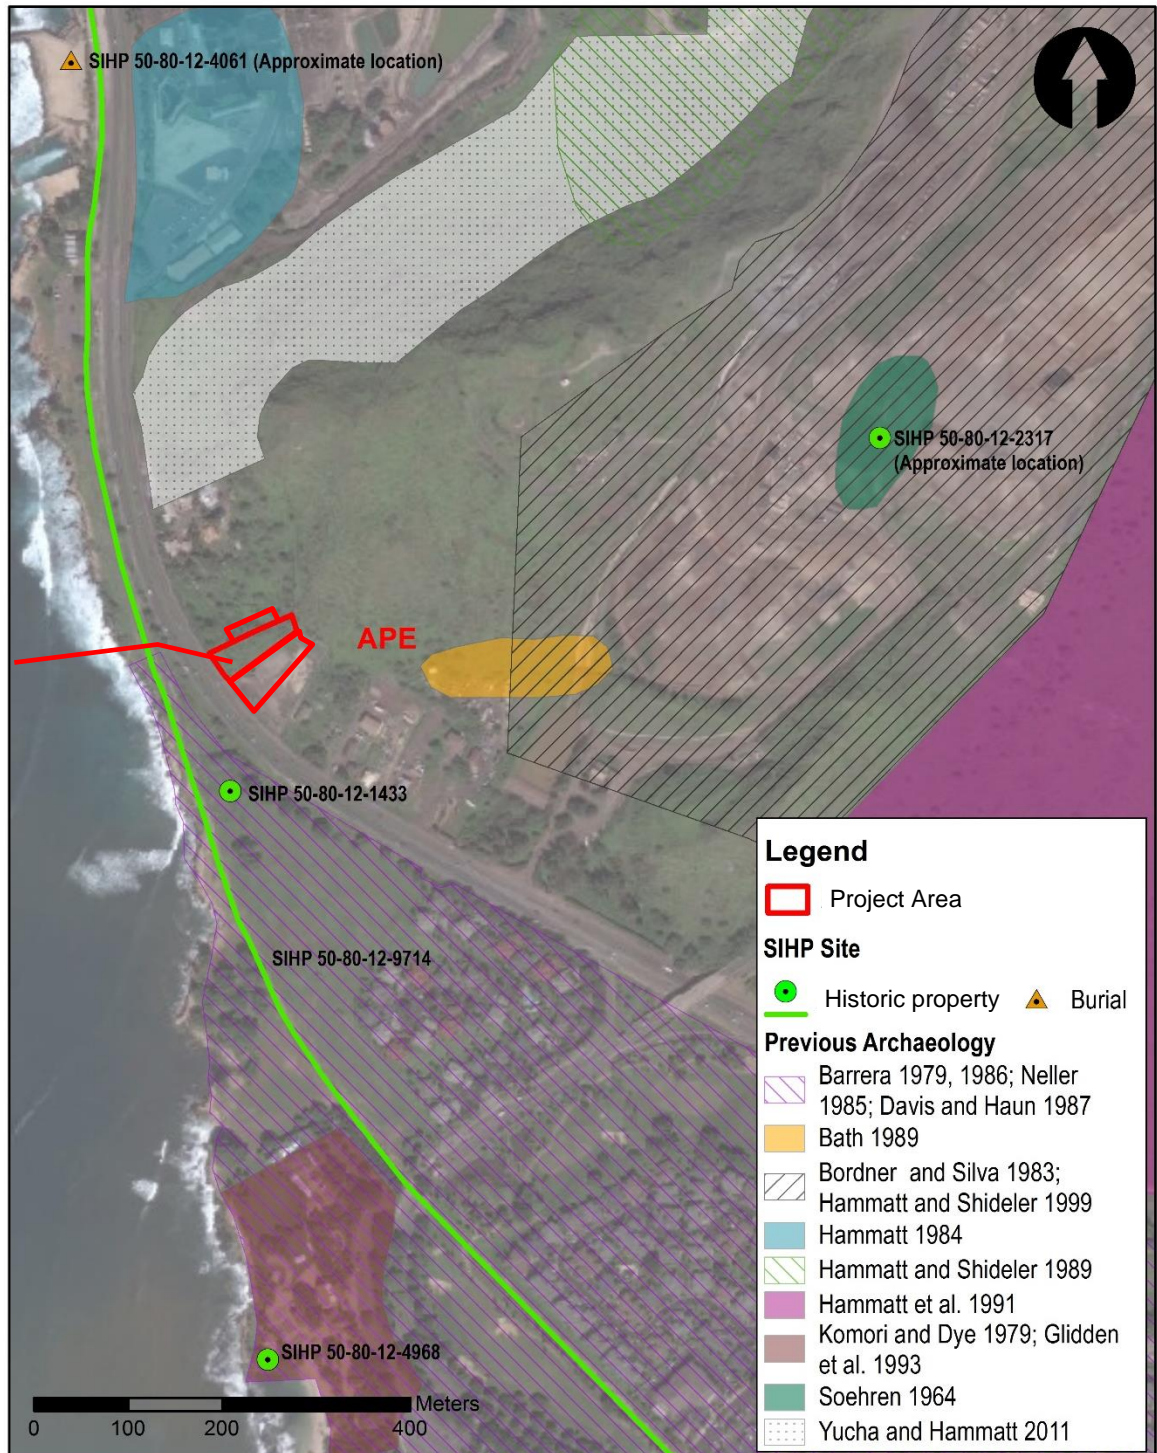 SIHP 50-80-12-4061 (Approximate location)
SIHP 50-80-12-2317
(Approximate location)
APE
SIHP 50-80-12-1433
SIHP 50-80-12-9714
SIHP 50-80-12-4968
Meters
0 100 200 400
Legend
Project Area
SIHP Site
Historic property
Burial
Previous Archaeology
Barrera 1979, 1986; Neller
1985; Davis and Haun 1987
Bath 1989
Bordner and Silva 1983;
Hammatt and Shideler 1999
Hammatt 1984
Hammatt and Shideler 1989
Hammatt et al. 1991
Komori and Dye 1979; Glidden
et al. 1993
Soehren 1964
Yucha and Hammatt 2011